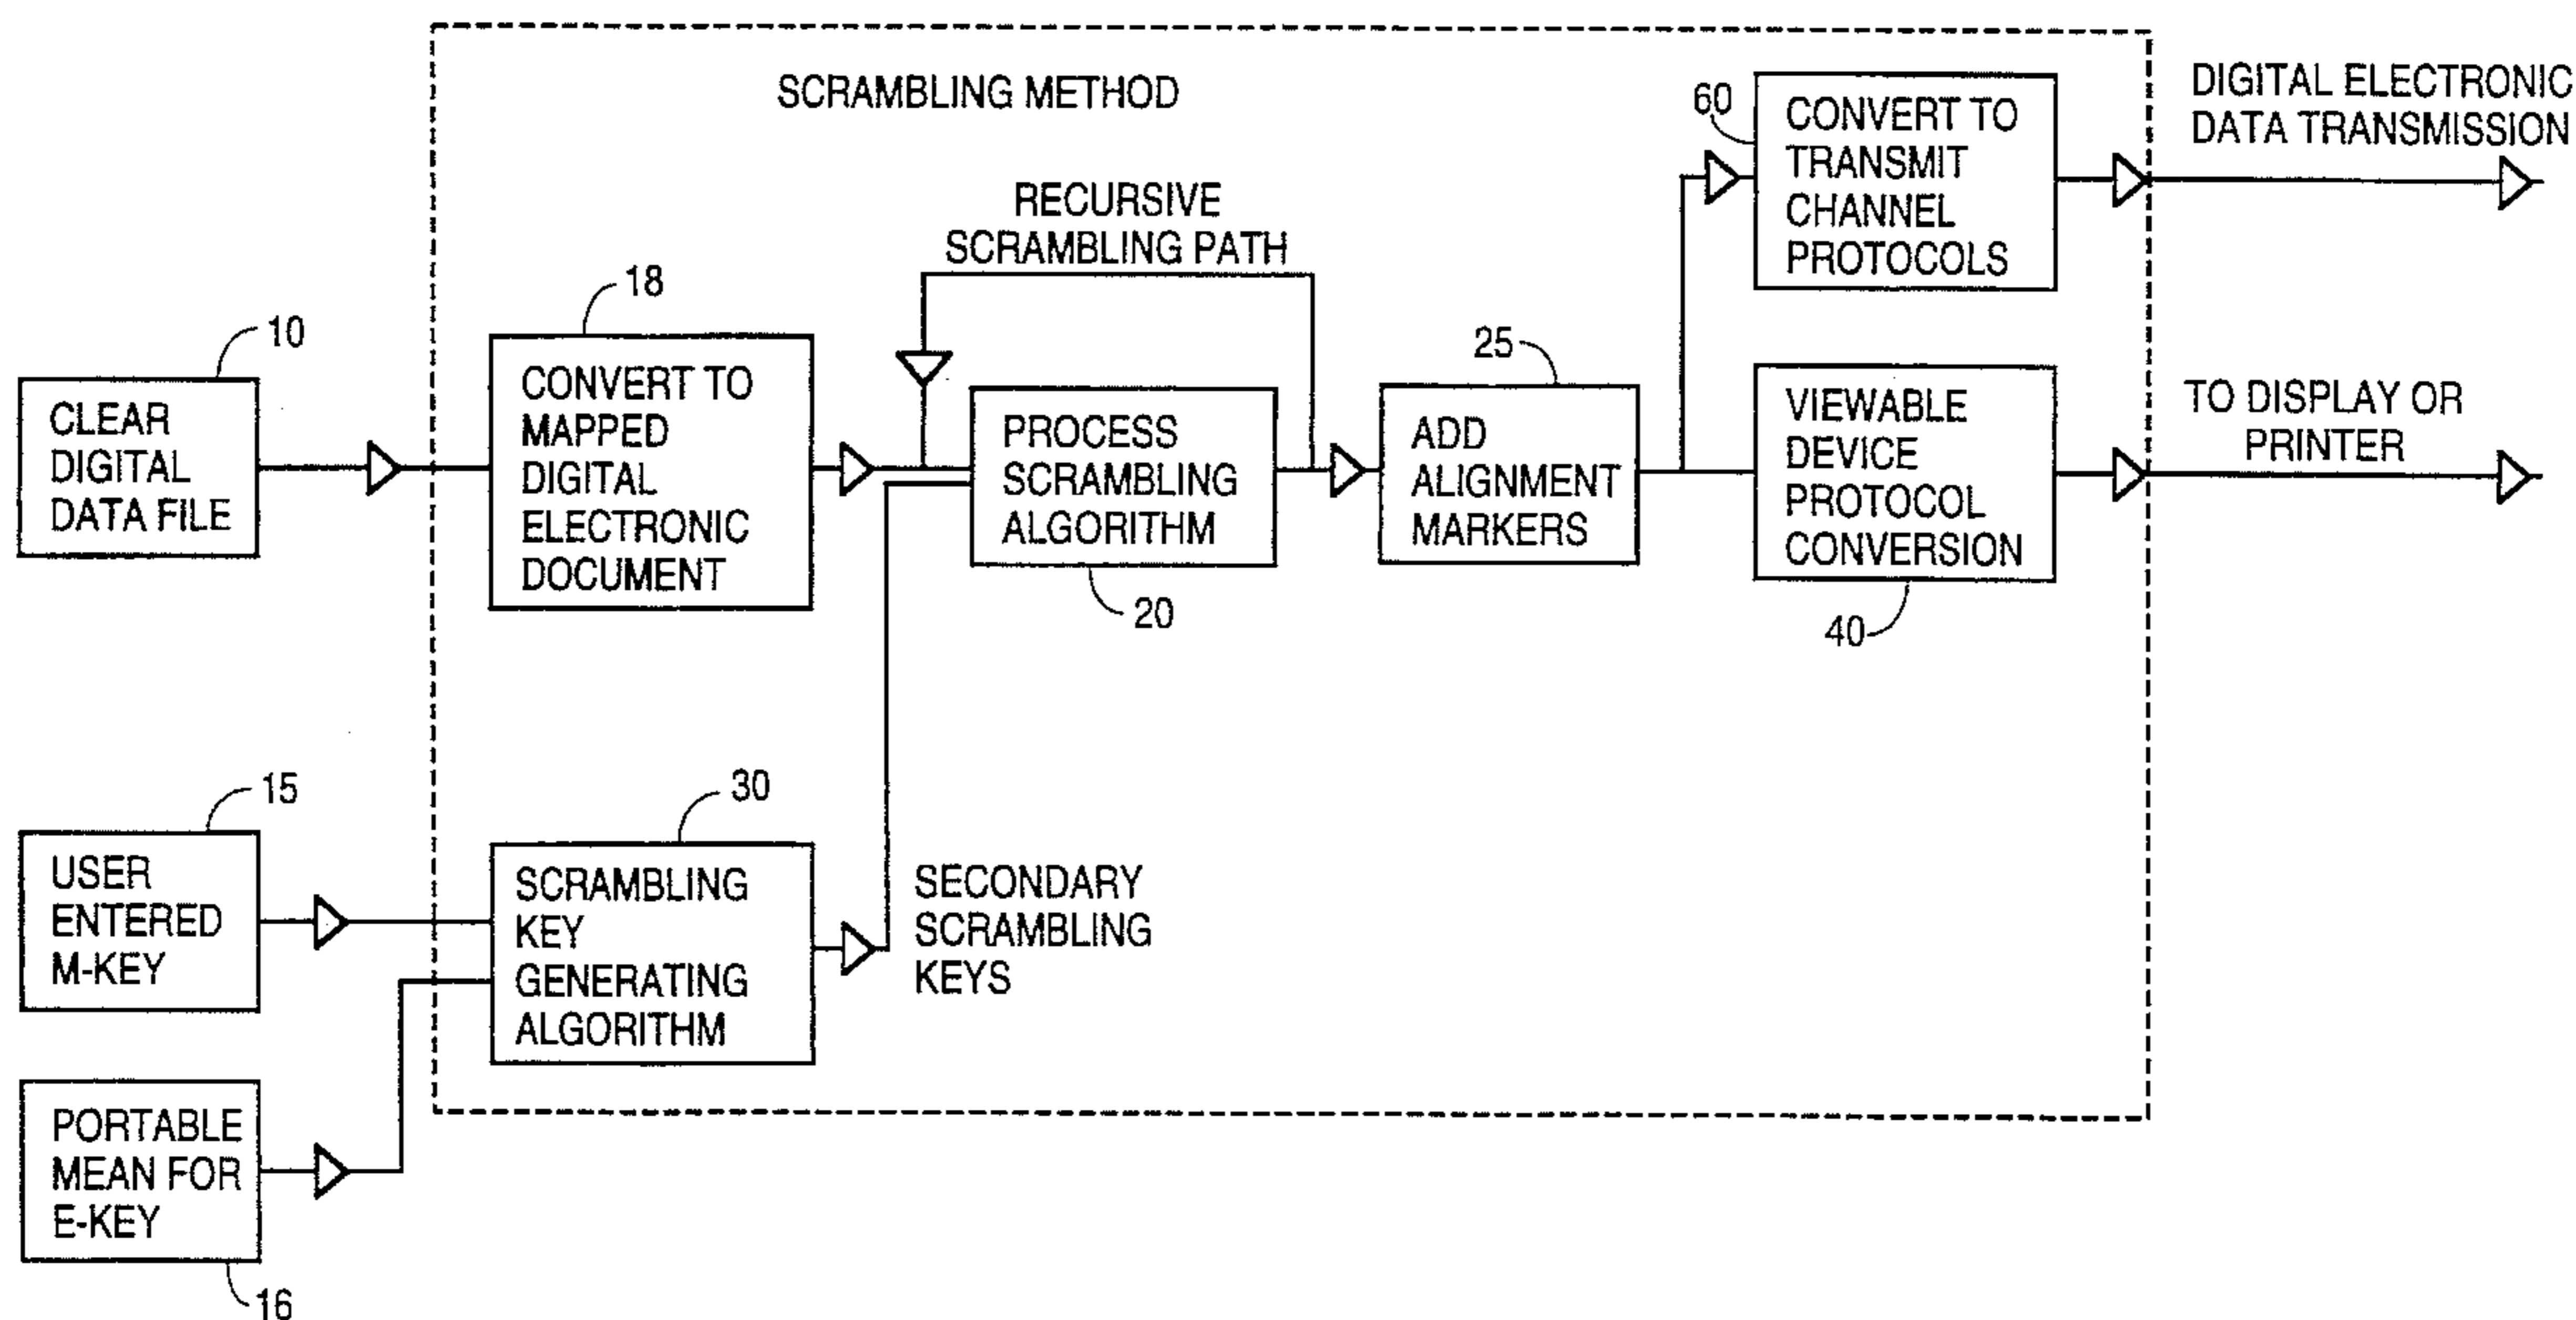 SCRAMBLING METHOD
DIGITAL ELECTRONIC
DATA TRANSMISSION
60
CONVERT TO
TRANSMIT
CHANNEL
PROTOCOLS
RECURSIVE
SCRAMBLING PATH
10
CLEAR
DIGITAL
DATA FILE
18
CONVERT TO
MAPPED
DIGITAL
ELECTRONIC
DOCUMENT
PROCESS
SCRAMBLING
ALGORITHM
20
25
ADD
ALIGNMENT
MARKERS
VIEWABLE
DEVICE
PROTOCOL
CONVERSION
40
TO DISPLAY OR
PRINTER
15
USER
ENTERED
M-KEY
30
SCRAMBLING
KEY
GENERATING
ALGORITHM
SECONDARY
SCRAMBLING
KEYS
PORTABLE
MEAN FOR
E-KEY
16